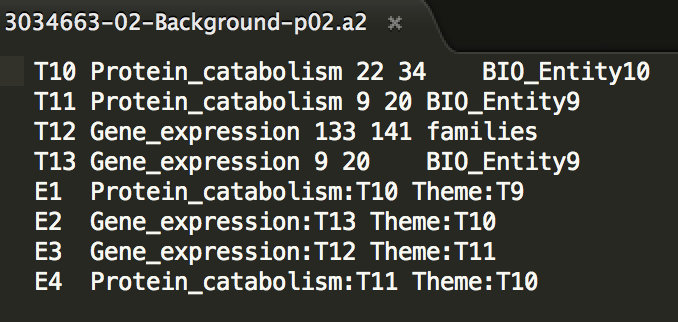 3034663-02-Background-p02.a2 ×
T10 Protein_catabolism 22 34 BIO_Entity10
T11 Protein_catabolism 9 20 BIO_Entity9
T12 Gene_expression 133 141 families
T13 Gene_expression 9 20 BIO_Entity9
E1 Protein_catabolism:T10 Theme:T9
E2 Gene_expression:T13 Theme:T10
E3 Gene_expression:T12 Theme:T11
E4 Protein_catabolism:T11 Theme:T10